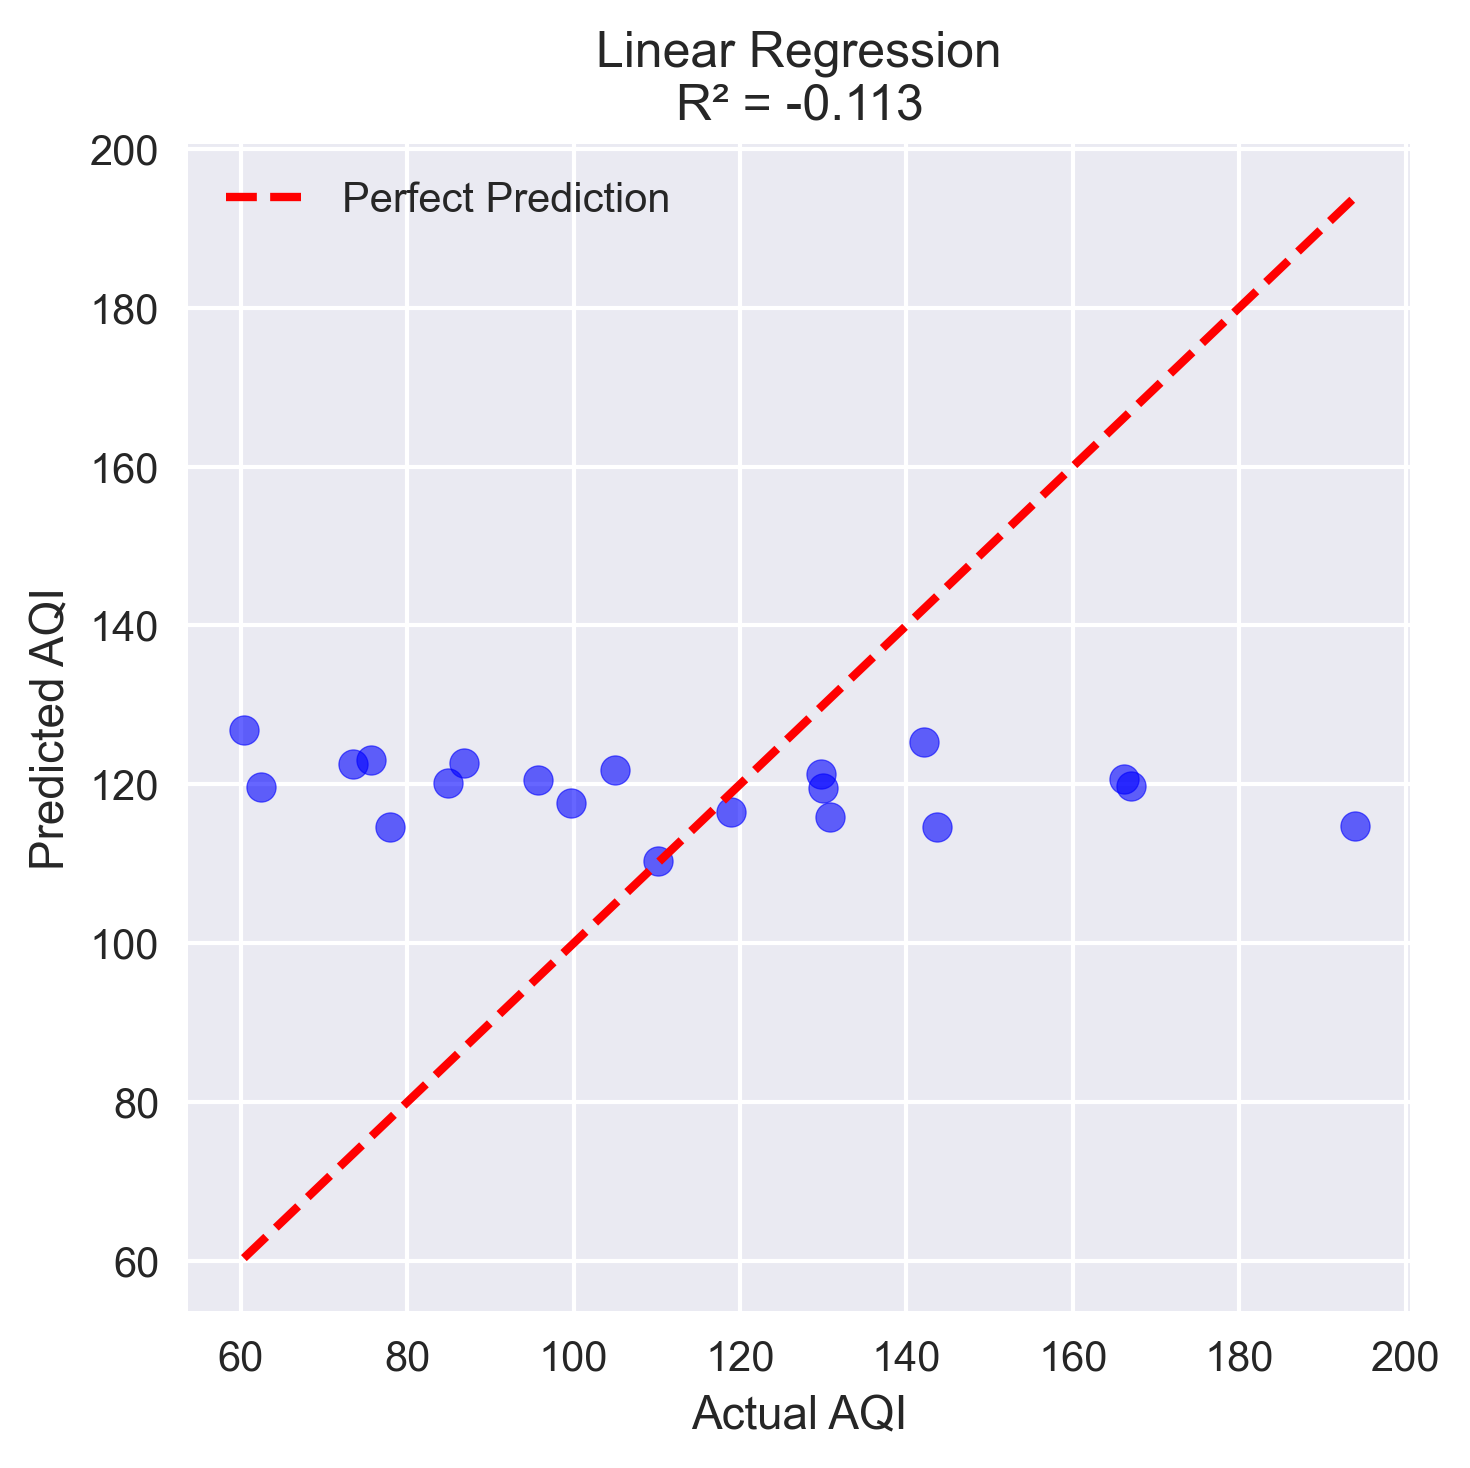 Linear Regression
R² = -0.113
Perfect Prediction
200
180
160
140
120
100
80
60
Predicted AQI
60 80 100 120 140 160 180 200
Actual AQI